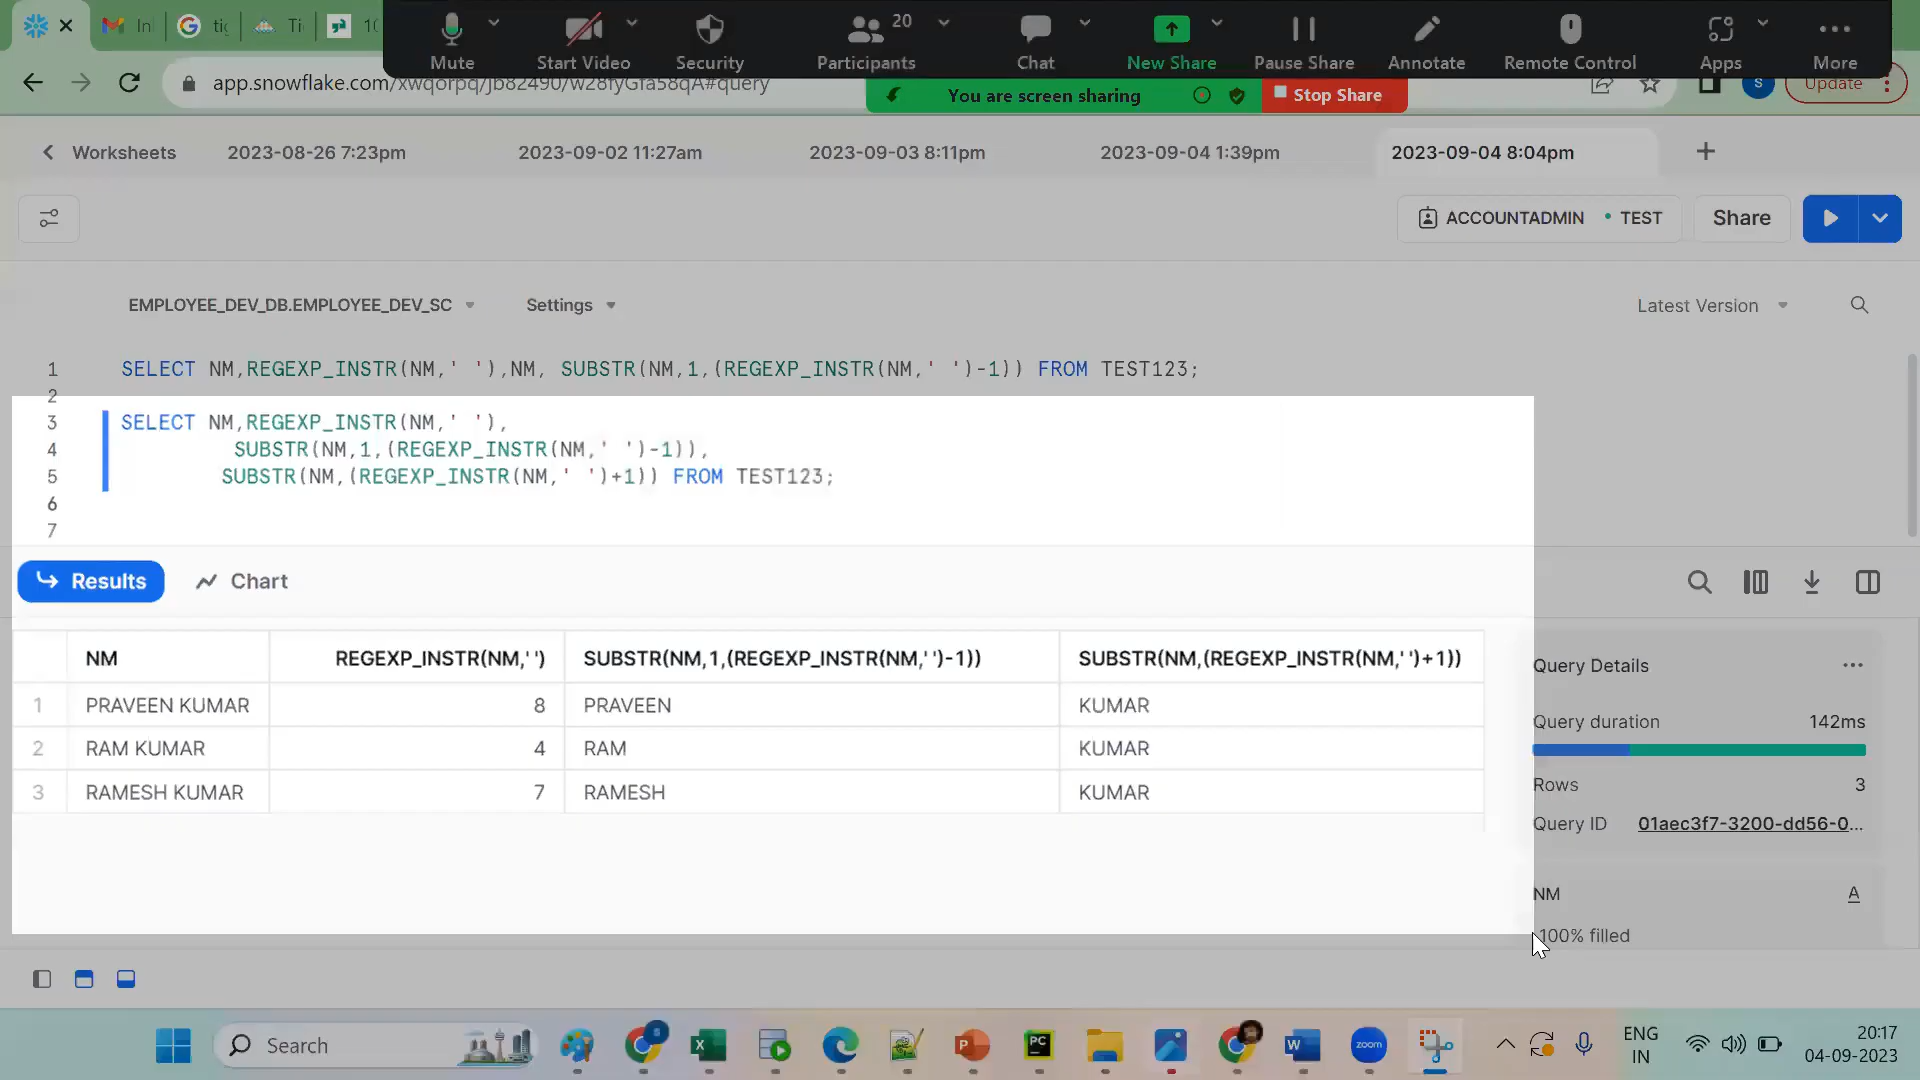 In
tig
Ti
10
Mute
Start Video
Security
20
Participants
Chat
New Share
Pause Share
Annotate
Remote Control
Apps
More
app.snowflake.com/xwqorpq/jb82490/w28fyGfa58qA#query
You are screen sharing
Stop Share
S
Update
Worksheets
2023-08-26 7:23pm
2023-09-02 11:27am
2023-09-03 8:11pm
2023-09-04 1:39pm
2023-09-04 8:04pm
ACCOUNTADMIN • TEST
Share
EMPLOYEE_DEV_DB.EMPLOYEE_DEV_SC
Settings
Latest Version
1 SELECT NM,REGEXP_INSTR(NM,' '),NM, SUBSTR(NM,1,(REGEXP_INSTR(NM,' ')-1)) FROM TEST123;
2
3 SELECT NM,REGEXP_INSTR(NM,' '),
4 SUBSTR(NM,1,(REGEXP_INSTR(NM,' ')-1)),
5 SUBSTR(NM,(REGEXP_INSTR(NM,' ')+1)) FROM TEST123;
6
7
Results
Chart
NM REGEXP_INSTR(NM,' ') SUBSTR(NM,1,(REGEXP_INSTR(NM,' ')-1)) SUBSTR(NM,(REGEXP_INSTR(NM,' ')+1))
1 PRAVEEN KUMAR 8 PRAVEEN KUMAR
2 RAM KUMAR 4 RAM KUMAR
3 RAMESH KUMAR 7 RAMESH KUMAR
Query Details ...
Query duration 142ms
Rows 3
Query ID 01aec3f7-3200-dd56-0...
NM A
100% filled
Search
ENG
IN
20:17
04-09-2023